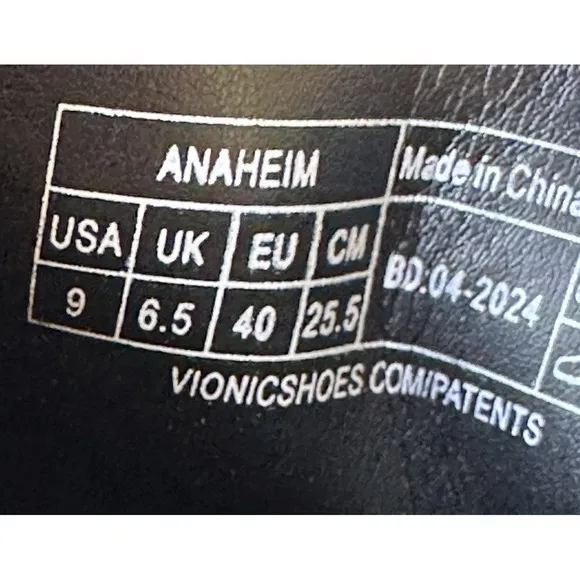 ANAHEIM
Made in China
USA UK EU CM
BD:04-2024
9 6.5 40 25.5
VIONICSHOES.COM/PATENTS